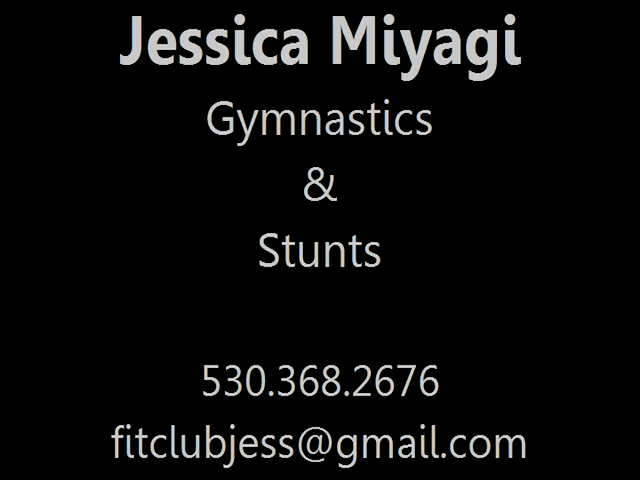 Jessica Miyagi
Gymnastics
&
Stunts
530.368.2676
fitclubjess@gmail.com